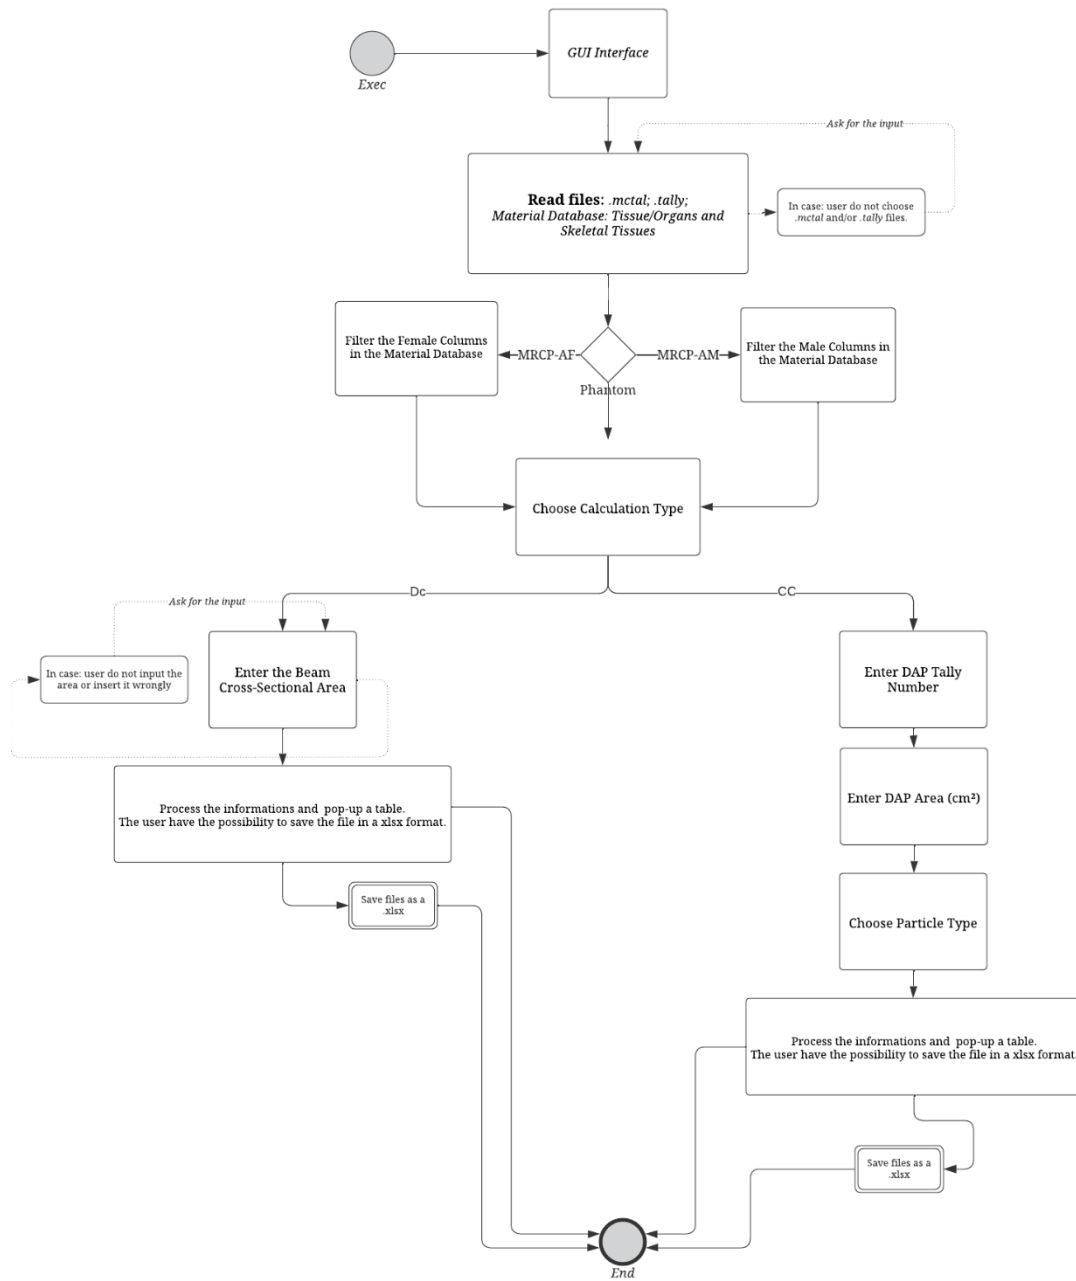 GUI Interface
Exec
Ask for the input
Read files: .mctal; .tally;
Material Database: Tissue/Organs and
Skeletal Tissues
In case: user do not choose
.mctal and/or .tally files.
Filter the Female Columns
in the Material Database
MRCP-AF
MRCP-AM
Filter the Male Columns in
the Material Database
Phantom
Choose Calculation Type
Dc
CC
Ask for the input
In case: user do not input the
area or insert it wrongly
Enter the Beam
Cross-Sectional Area
Enter DAP Tally
Number
Enter DAP Area (cm²)
Process the informations and  pop-up a table.
The user have the possibility to save the file in a xlsx format.
Save files as a
.xlsx
Choose Particle Type
Process the informations and  pop-up a table.
The user have the possibility to save the file in a xlsx format
Save files as a
.xlsx
End